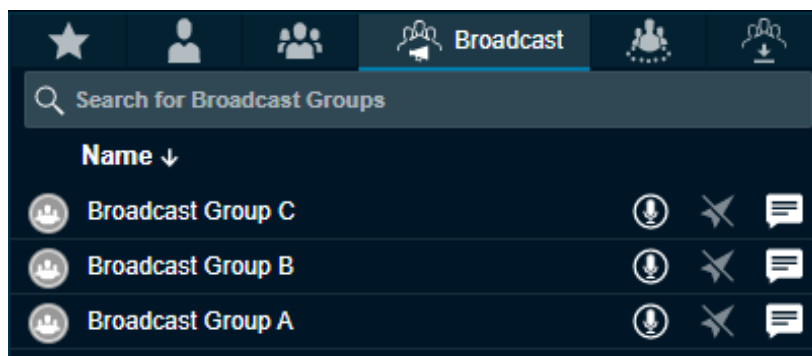 Broadcast
Search for Broadcast Groups
Name ↓
Broadcast Group C
Broadcast Group B
Broadcast Group A